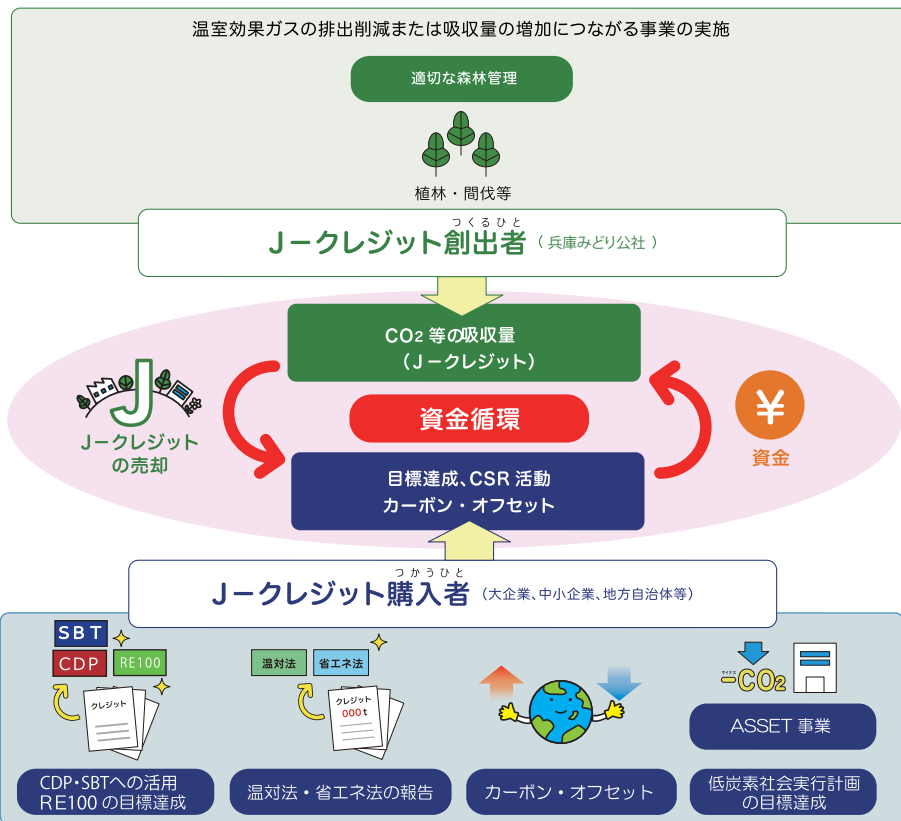 温室効果ガスの排出削減または吸収量の増加につながる事業の実施
適切な森林管理
植林・間伐等
つくるひと
Jークレジット創出者（兵庫みどり公社）
CO2 等の吸収量
（Jークレジット）
J
Jークレジット
の売却
資金循環
¥
資金
目標達成、CSR 活動
カーボン・オフセット
つかうひと
Jークレジット購入者（大企業、中小企業、地方自治体等）
SBT
CDP
RE100
クレジット
CDP・SBTへの活用
RE100 の目標達成
温対法
省エネ法
クレジット
000t
温対法・省エネ法の報告
カーボン・オフセット
マイナス
−CO2
ASSET 事業
低炭素社会実行計画
の目標達成